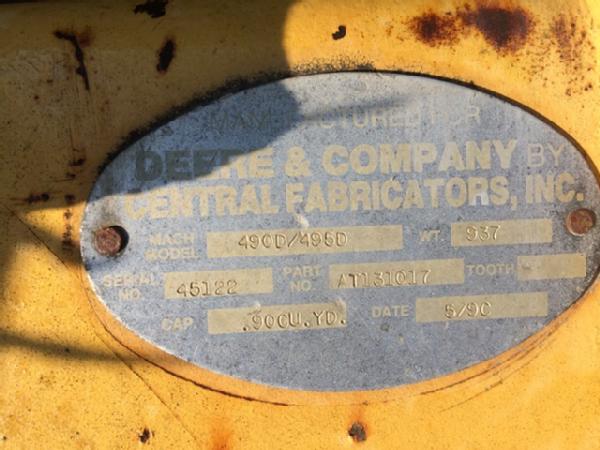 MANUFACTURED FOR
DEERE & COMPANY BY
CENTRAL FABRICATORS, INC.
MACH MODEL 490D/495D WT. 937
SERIAL NO. 45122 PART NO. AT131017 TOOTH
CAP. .90CU.YD. DATE 5/90